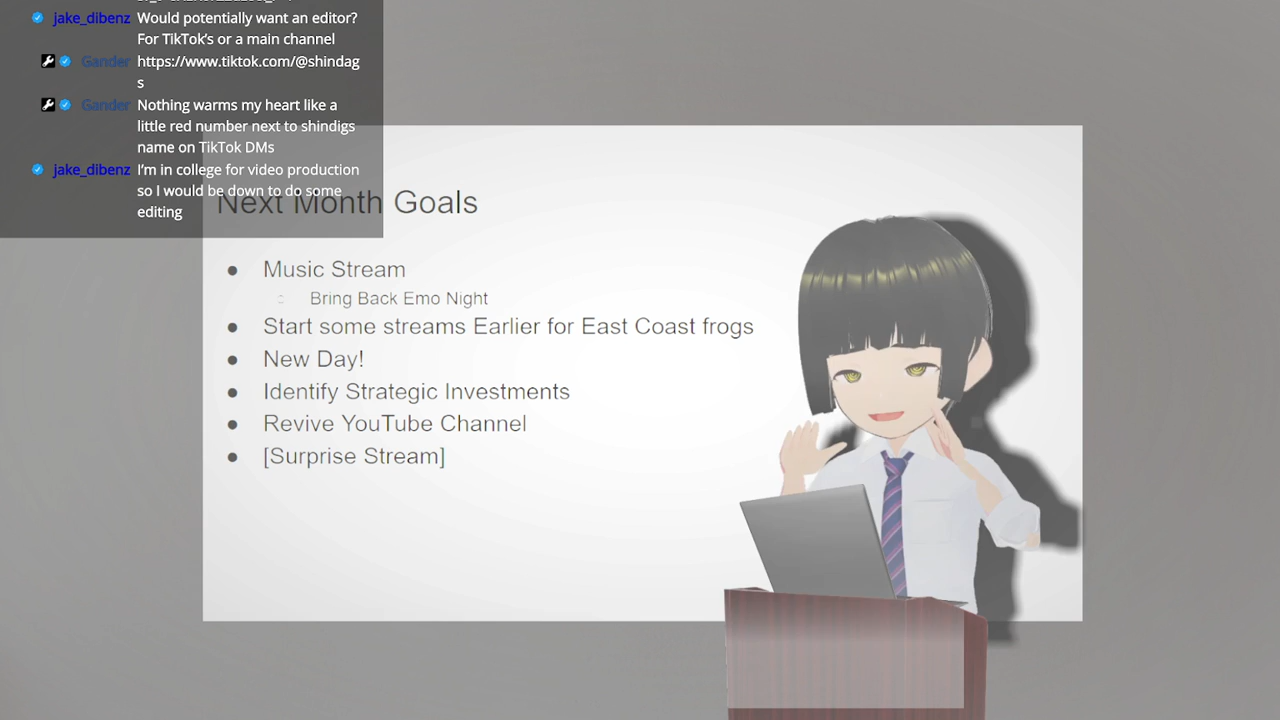 jake_dibenz Would potentially want an editor?
For TikTok's or a main channel
Gander https://www.tiktok.com/@shindag
s
Gander Nothing warms my heart like a
little red number next to shindigs
name on TikTok DMs
jake_dibenz I'm in college for video production
so I would be down to do some
editing
Next Month Goals
● Music Stream
○ Bring Back Emo Night
● Start some streams Earlier for East Coast frogs
● New Day!
● Identify Strategic Investments
● Revive YouTube Channel
● [Surprise Stream]